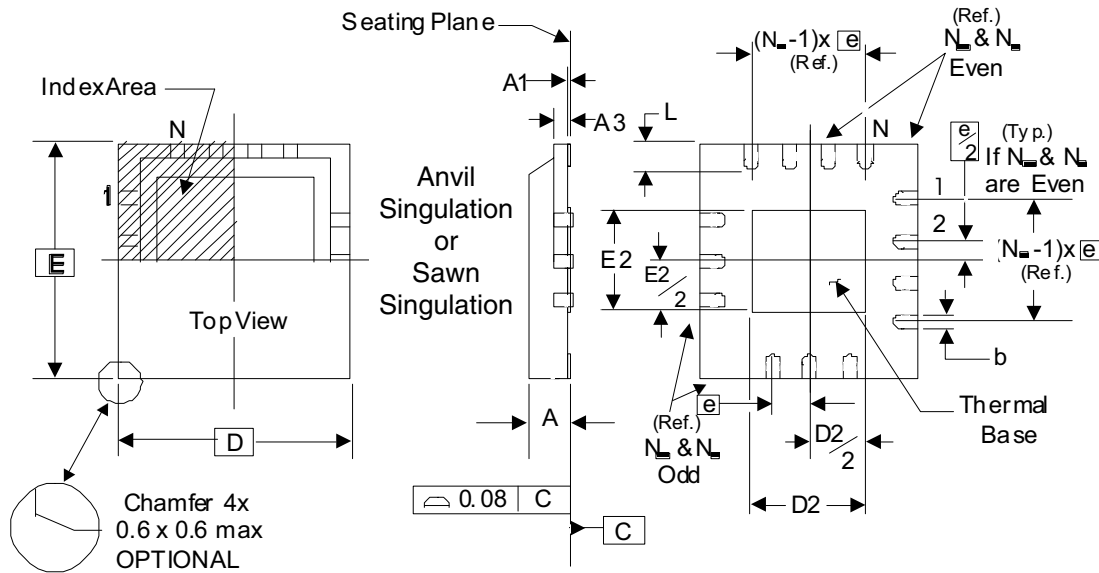 Seating Plane
IndexArea
N
1
E
TopView
D
Chamfer 4x
0.6 x 0.6 max
OPTIONAL
A1
A3
L
Anvil
Singulation
or
Sawn
Singulation
A
0.08 C
C
(N -1)x e
(Ref.)
(Ref.)
N & N
Even
N
e/2
(Typ.)
If N & N
are Even
1
2
(N -1)x e
(Ref.)
b
E2
E2/2
(Ref.)
N & N
Odd
e
D2/2
D2
Thermal
Base